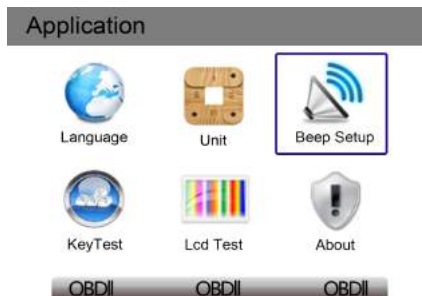 Application
Language
Unit
Beep Setup
KeyTest
Lcd Test
About
OBDII
OBDII
OBDII